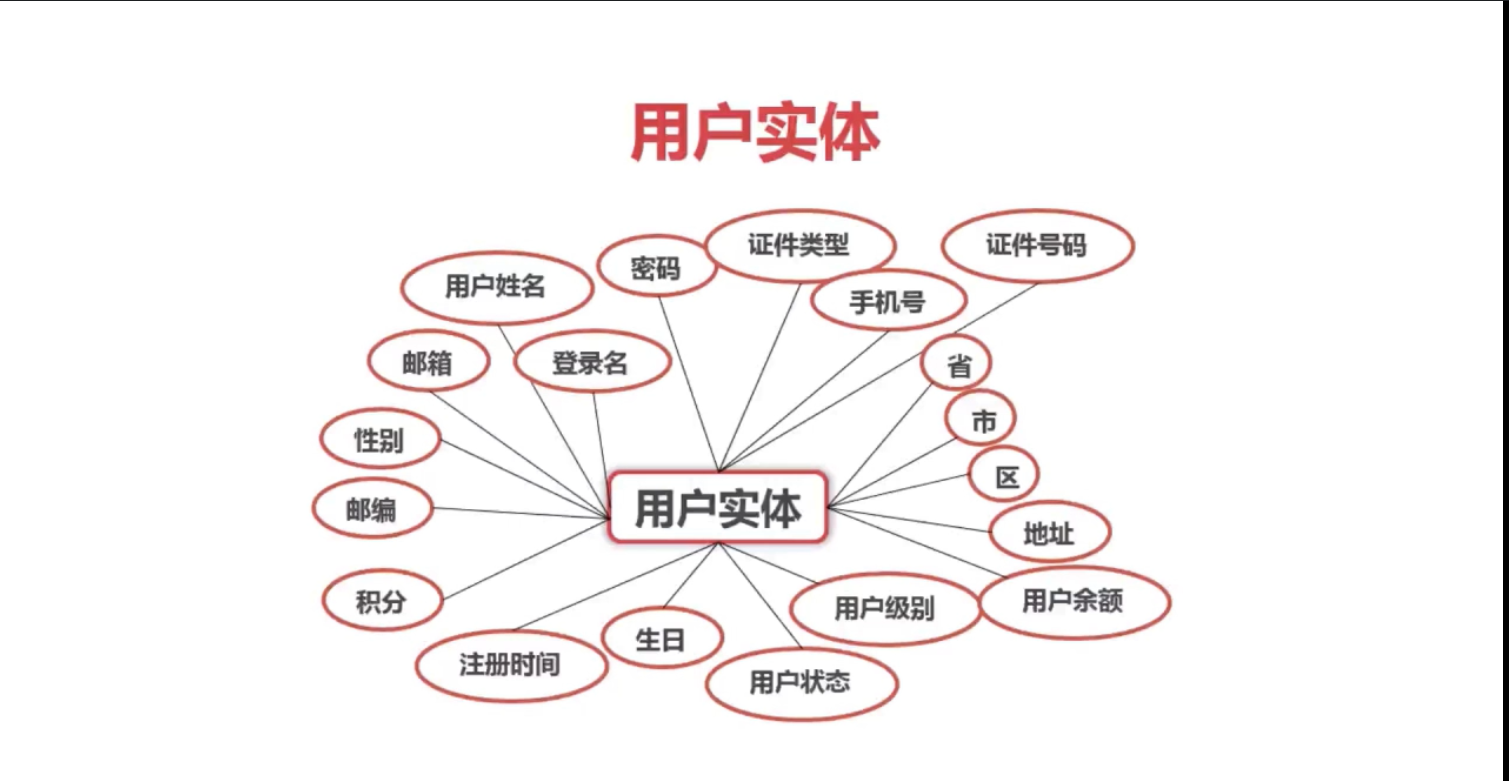 用户实体
证件类型
证件号码
密码
用户姓名
手机号
邮箱
登录名
省
市
性别
区
邮编
用户实体
地址
积分
用户余额
用户级别
生日
注册时间
用户状态